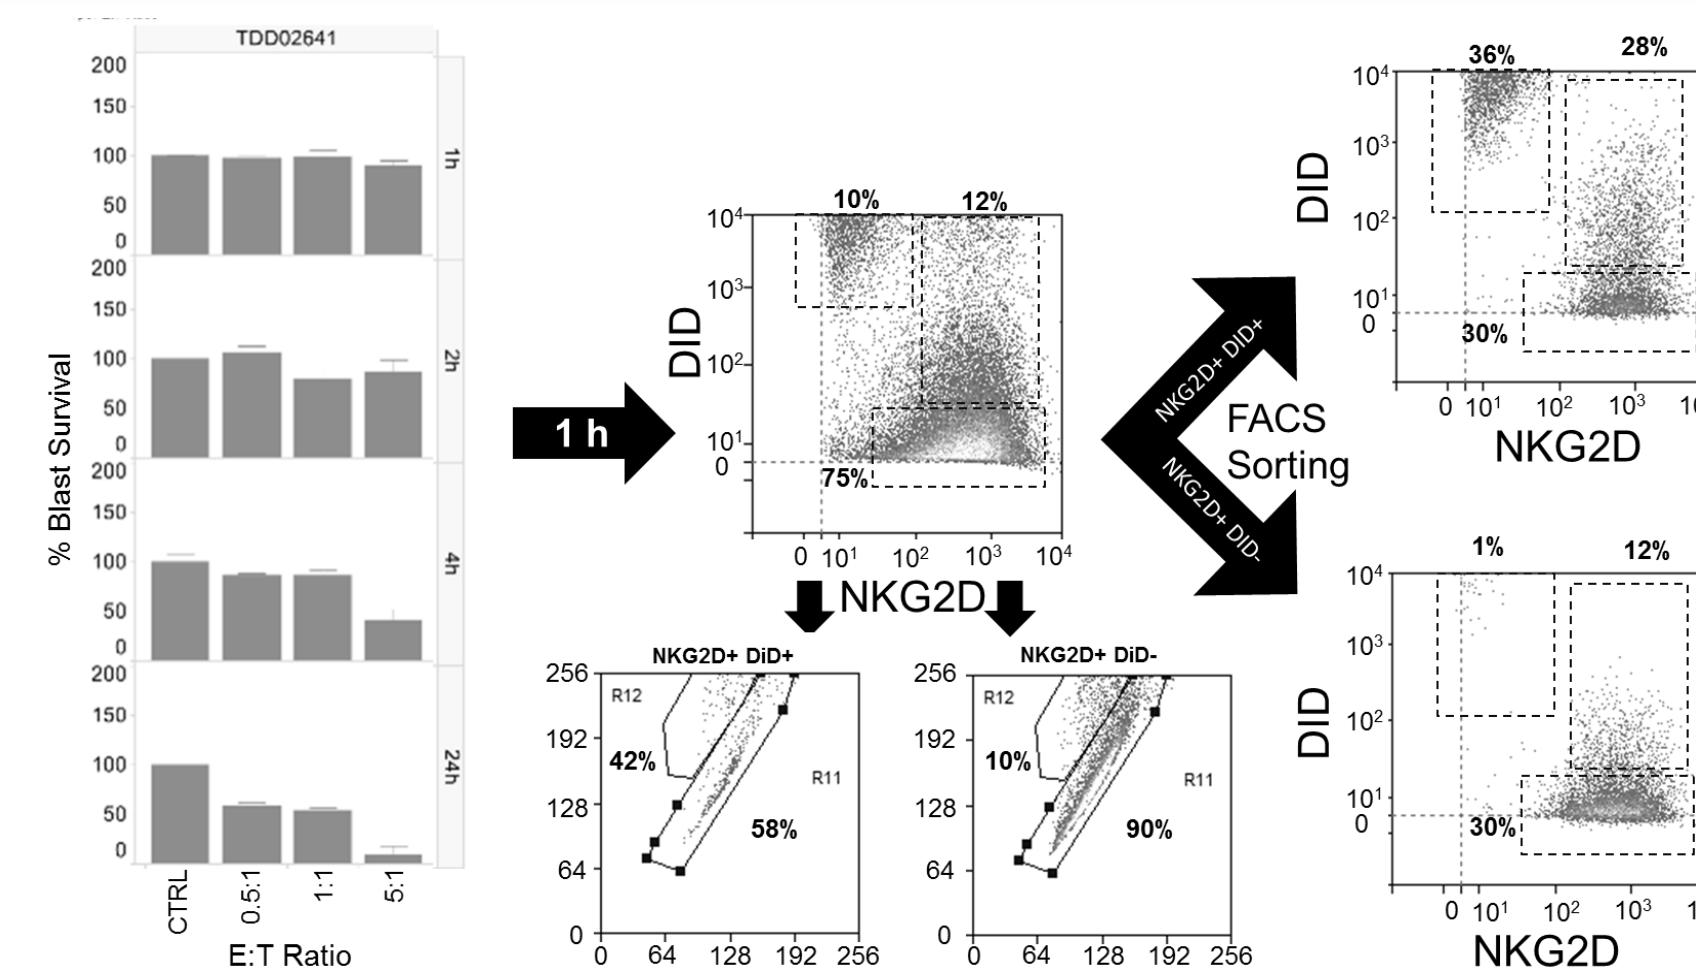 TDD02641
200
150
100
50
0
1h
200
150
100
50
0
2h
200
150
100
50
0
4h
200
150
100
50
0
24h
% Blast Survival
CTRL
0.5:1
1:1
5:1
E:T Ratio
1 h
10%
12%
10⁴
10³
10²
10¹
0
75%
DID
0 10¹ 10² 10³ 10⁴
NKG2D
NKG2D+ DiD+
256
192
128
64
0
R12
42%
R11
58%
0 64 128 192 256
NKG2D+ DiD-
256
192
128
64
0
R12
10%
R11
90%
0 64 128 192 256
NKG2D+ DID+
FACS
Sorting
NKG2D+ DID-
36%
28%
10⁴
10³
10²
10¹
0
30%
DID
0 10¹ 10² 10³
NKG2D
1%
12%
10⁴
10³
10²
10¹
0
30%
DID
0 10¹ 10² 10³
NKG2D